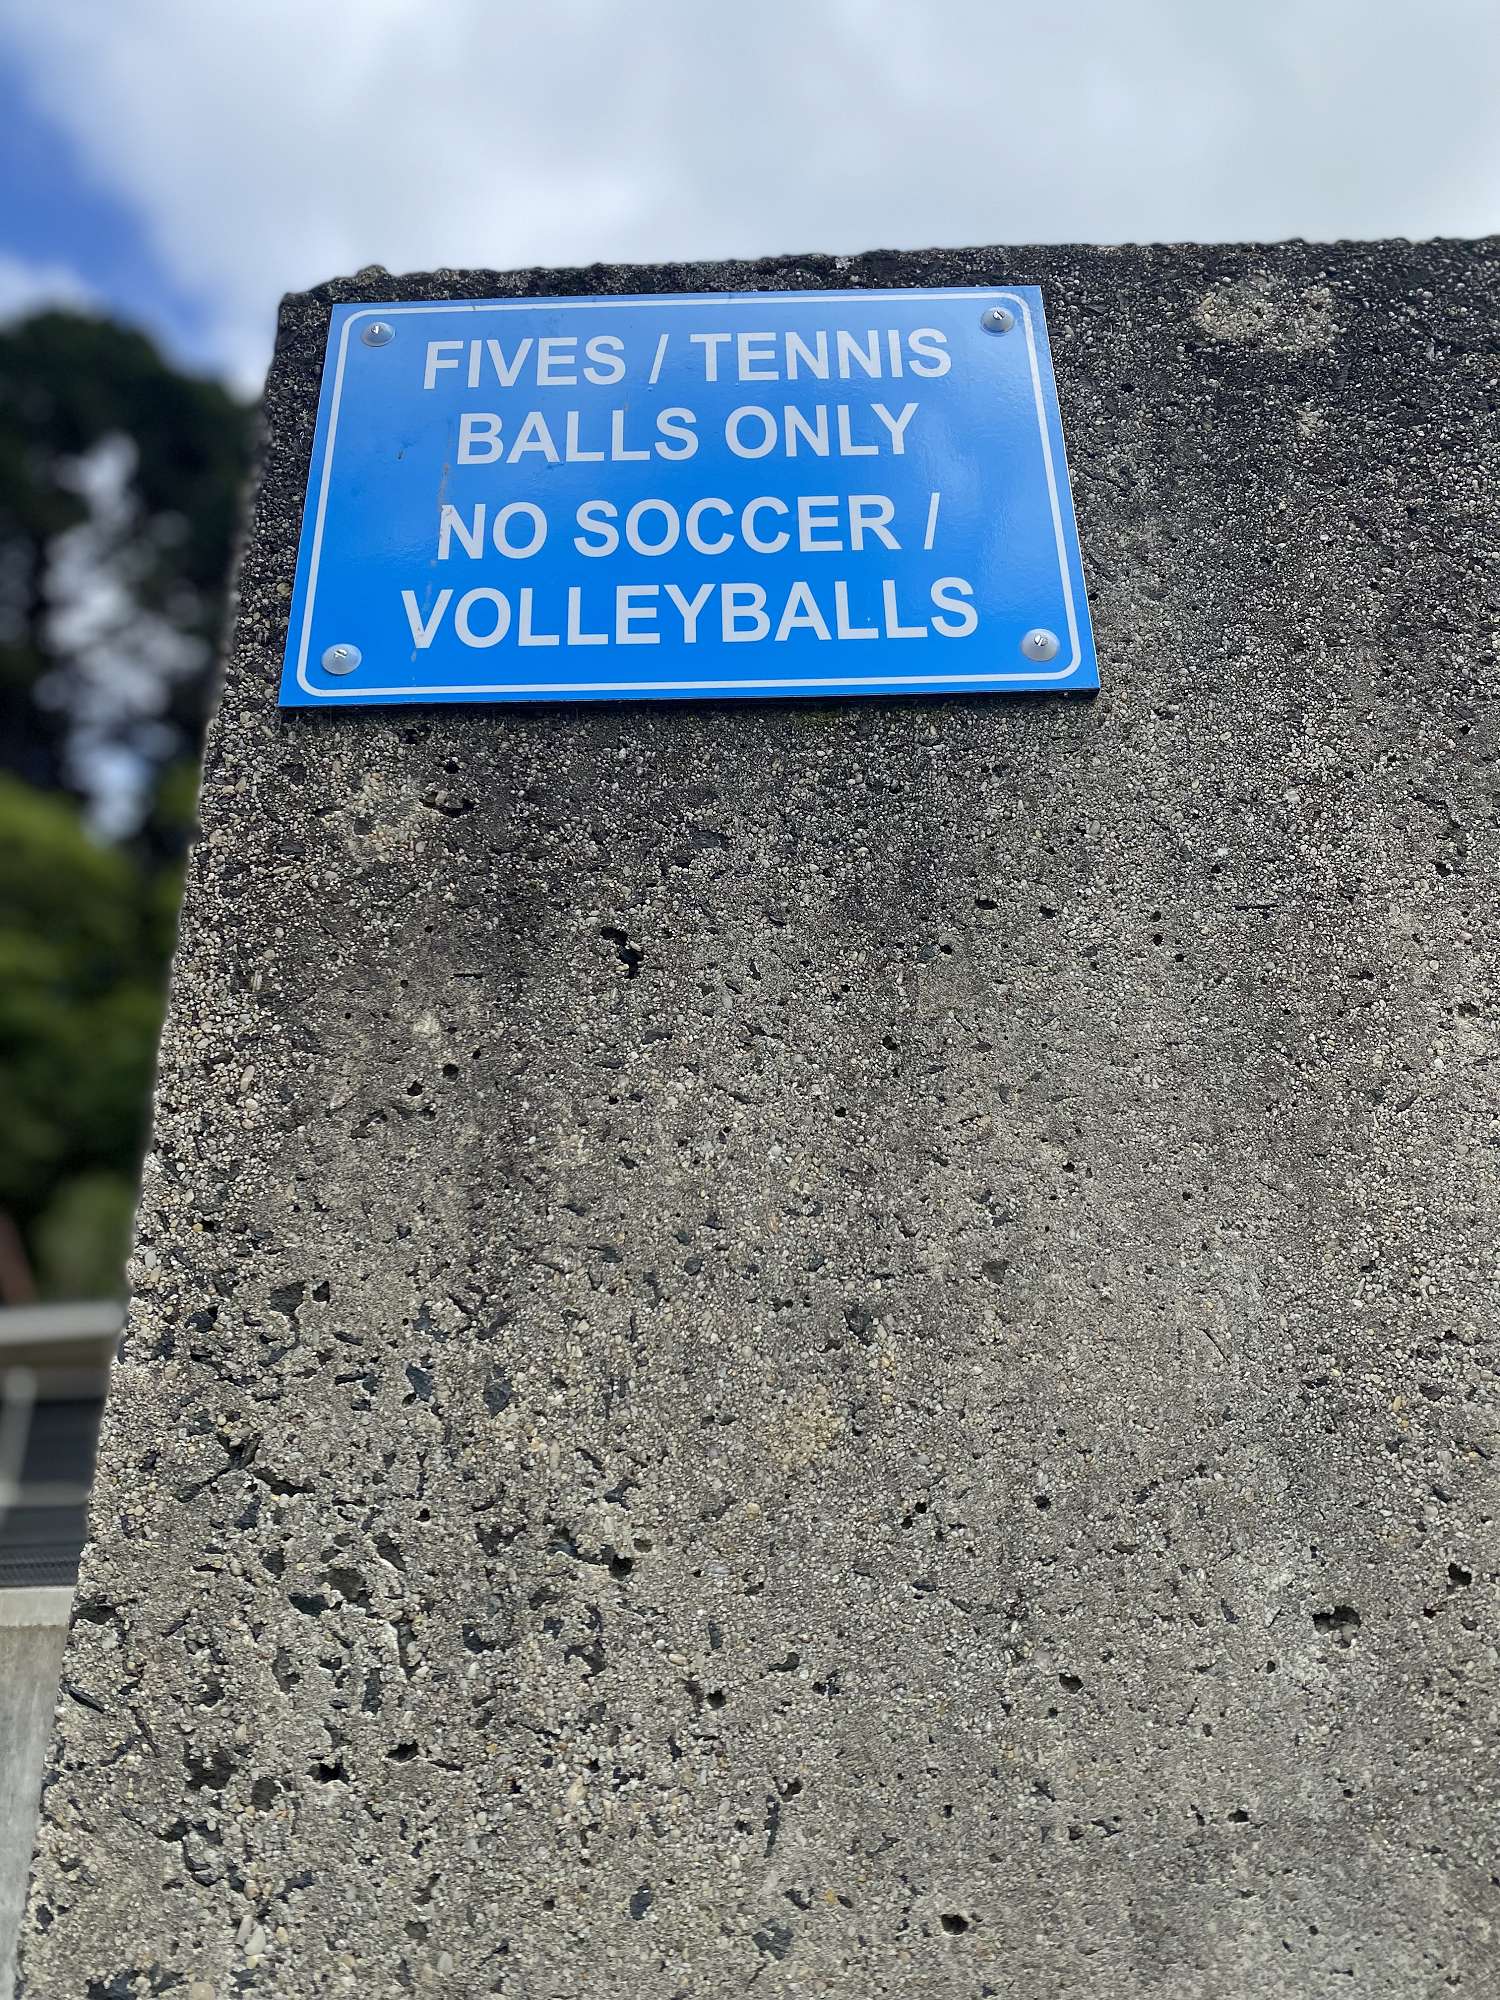 FIVES / TENNIS
BALLS ONLY
NO SOCCER /
VOLLEYBALLS